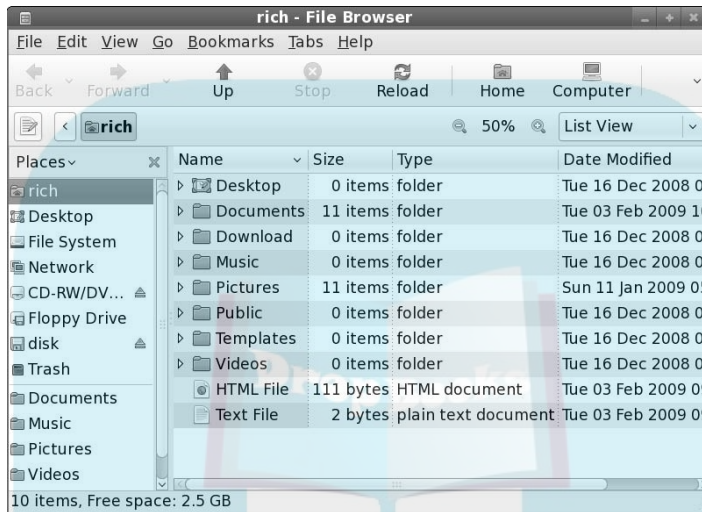 rich - File Browser
File Edit View Go Bookmarks Tabs Help
Back Forward Up Stop Reload Home Computer
rich 50% List View
Places Name Size Type Date Modified
rich
Desktop
File System
Network
CD-RW/DV...
Floppy Drive
disk
Trash
Documents
Music
Pictures
Videos
Desktop 0 items folder Tue 16 Dec 2008 0
Documents 11 items folder Tue 03 Feb 2009 1
Download 0 items folder Tue 16 Dec 2008 0
Music 0 items folder Tue 16 Dec 2008 0
Pictures 11 items folder Sun 11 Jan 2009 0
Public 0 items folder Tue 16 Dec 2008 0
Templates 0 items folder Tue 16 Dec 2008 0
Videos 0 items folder Tue 16 Dec 2008 0
HTML File 111 bytes HTML document Tue 03 Feb 2009 0
Text File 2 bytes plain text document Tue 03 Feb 2009 0
10 items, Free space: 2.5 GB